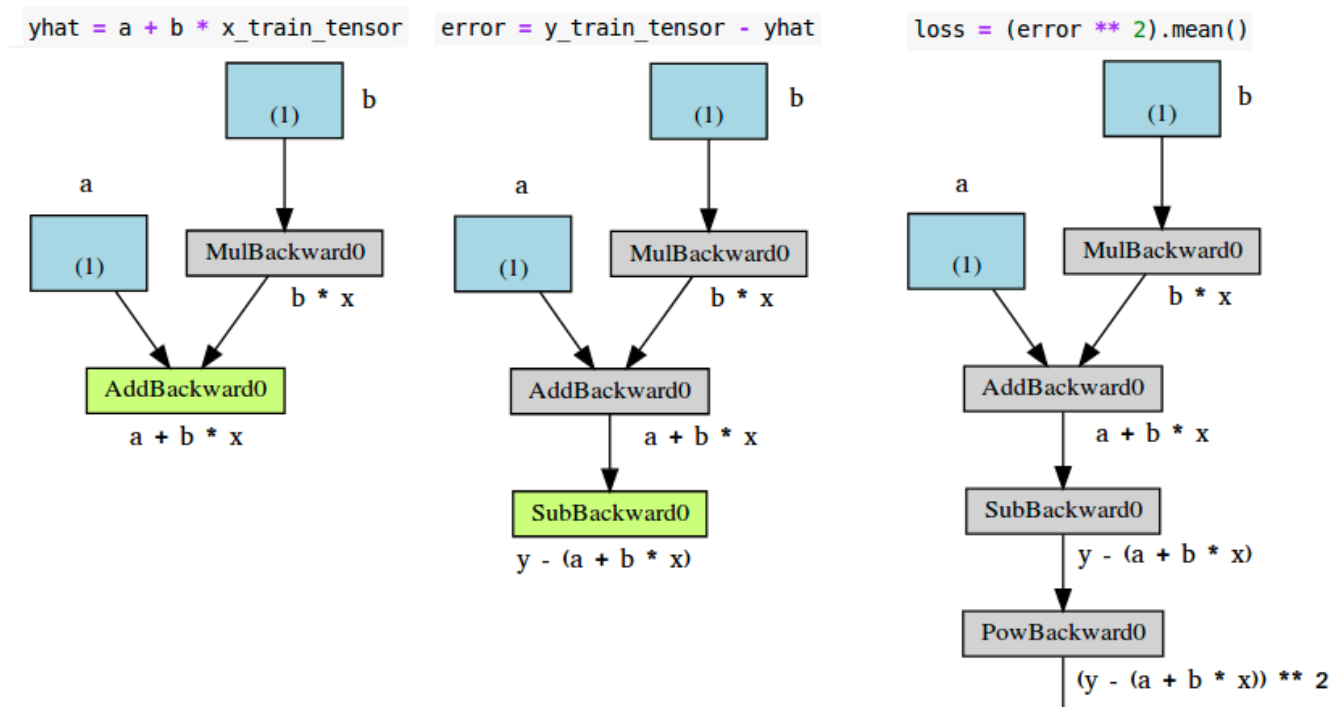 yhat = a + b * x_train_tensor
b
(1)
a
(1)
MulBackward0
b * x
AddBackward0
a + b * x
error = y_train_tensor - yhat
b
(1)
a
(1)
MulBackward0
b * x
AddBackward0
a + b * x
SubBackward0
y - (a + b * x)
loss = (error ** 2).mean()
b
(1)
a
(1)
MulBackward0
b * x
AddBackward0
a + b * x
SubBackward0
y - (a + b * x)
PowBackward0
(y - (a + b * x)) ** 2